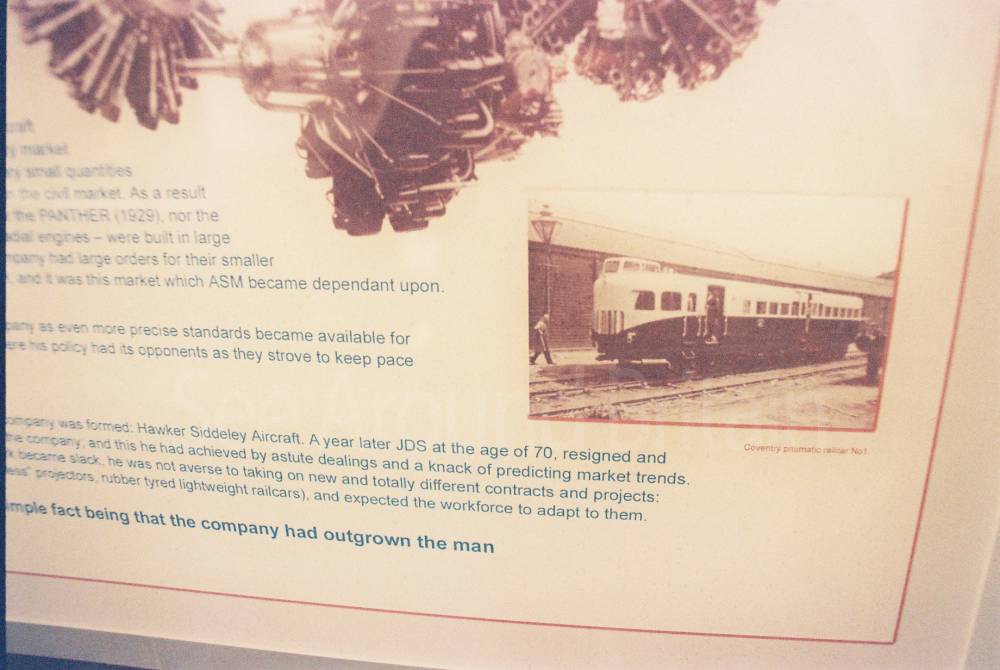 craft
market
small quantities
the civil market. As a result
the PANTHER (1929), nor the
radial engines – were built in large
company had large orders for their smaller
and it was this market which ASM became dependant upon.
as even more precise standards became available for
his policy had its opponents as they strove to keep pace
company was formed: Hawker Siddeley Aircraft. A year later JDS at the age of 70, resigned and
the company, and this he had achieved by astute dealings and a knack of predicting market trends.
became slack, he was not averse to taking on new and totally different contracts and projects:
projectors, rubber tyred lightweight railcars), and expected the workforce to adapt to them.
simple fact being that the company had outgrown the man
Coventry pnumatic railcar No1.